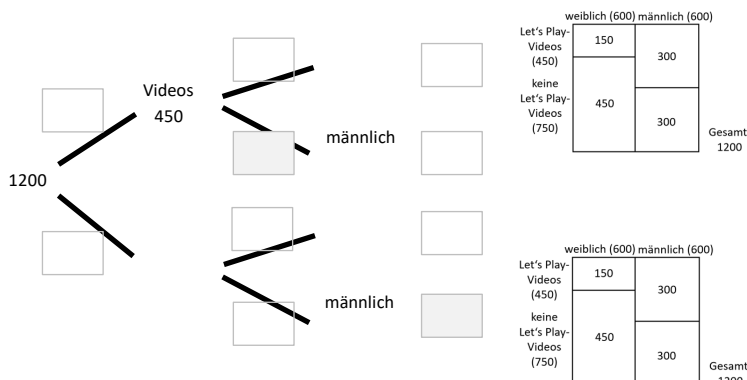 Videos
450
männlich
1200
männlich
weiblich (600) männlich (600)
Let's Play-
Videos
(450)
150
300
keine
Let's Play-
Videos
(750)
450
300
Gesamt
1200
weiblich (600) männlich (600)
Let's Play-
Videos
(450)
150
300
keine
Let's Play-
Videos
(750)
450
300
Gesamt
1200